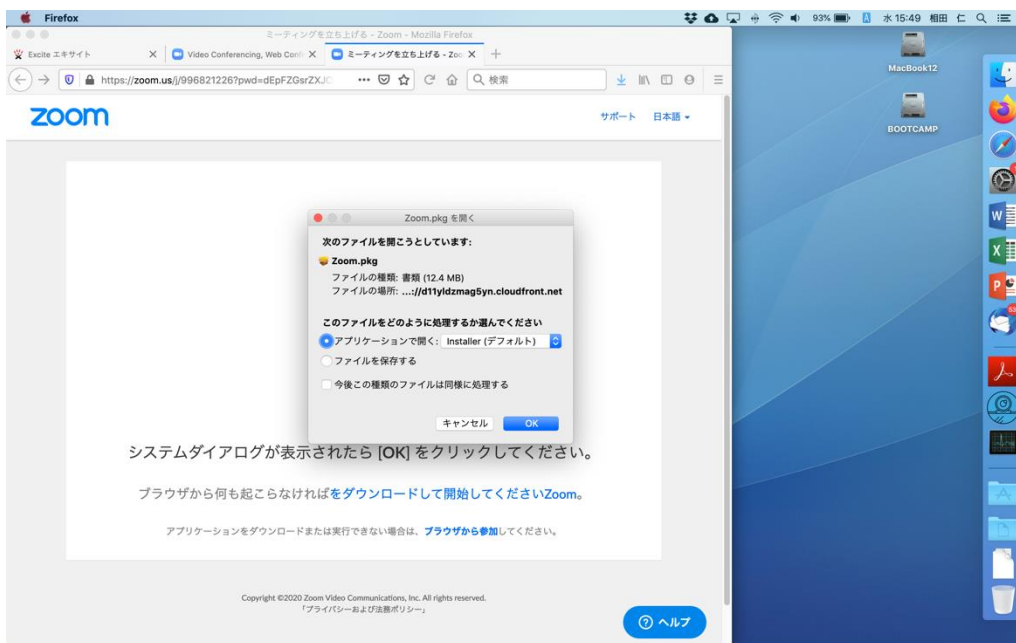 Firefox
93%
水 15:49 相田 仁
ミーティングを立ち上げる - Zoom - Mozilla Firefox
Excite エキサイト
Video Conferencing, Web Conf
ミーティングを立ち上げる - Zoo
https://zoom.us/j/996821226?pwd=dEpFZGsrZXJC
検索
MacBook12
BOOTCAMP
zoom
サポート 日本語
Zoom.pkg を開く
次のファイルを開こうとしています:
Zoom.pkg
ファイルの種類: 書類 (12.4 MB)
ファイルの場所: ...://d11yldzmag5yn.cloudfront.net
このファイルをどのように処理するか選んでください
アプリケーションで開く: Installer (デフォルト)
ファイルを保存する
今後この種類のファイルは同様に処理する
キャンセル OK
システムダイアログが表示されたら [OK] をクリックしてください。
ブラウザから何も起こらなければをダウンロードして開始してくださいZoom。
アプリケーションをダウンロードまたは実行できない場合は、ブラウザから参加してください。
Copyright ©2020 Zoom Video Communications, Inc. All rights reserved.
「プライバシーおよび法務ポリシー」
ヘルプ